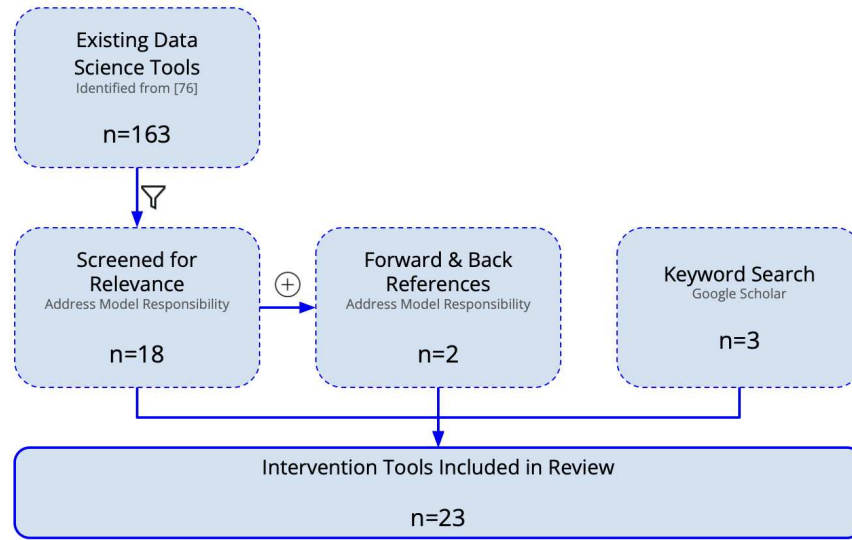 Existing Data
Science Tools
Identified from [76]
n=163
Screened for
Relevance
Address Model Responsibility
n=18
Forward & Back
References
Address Model Responsibility
n=2
Keyword Search
Google Scholar
n=3
Intervention Tools Included in Review
n=23